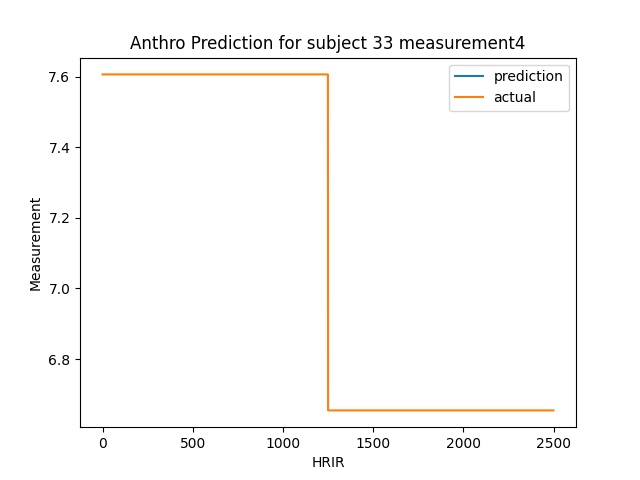 Anthro Prediction for subject 33 measurement4
prediction
actual
7.6
7.4
7.2
7.0
6.8
Measurement
0 500 1000 1500 2000 2500
HRIR